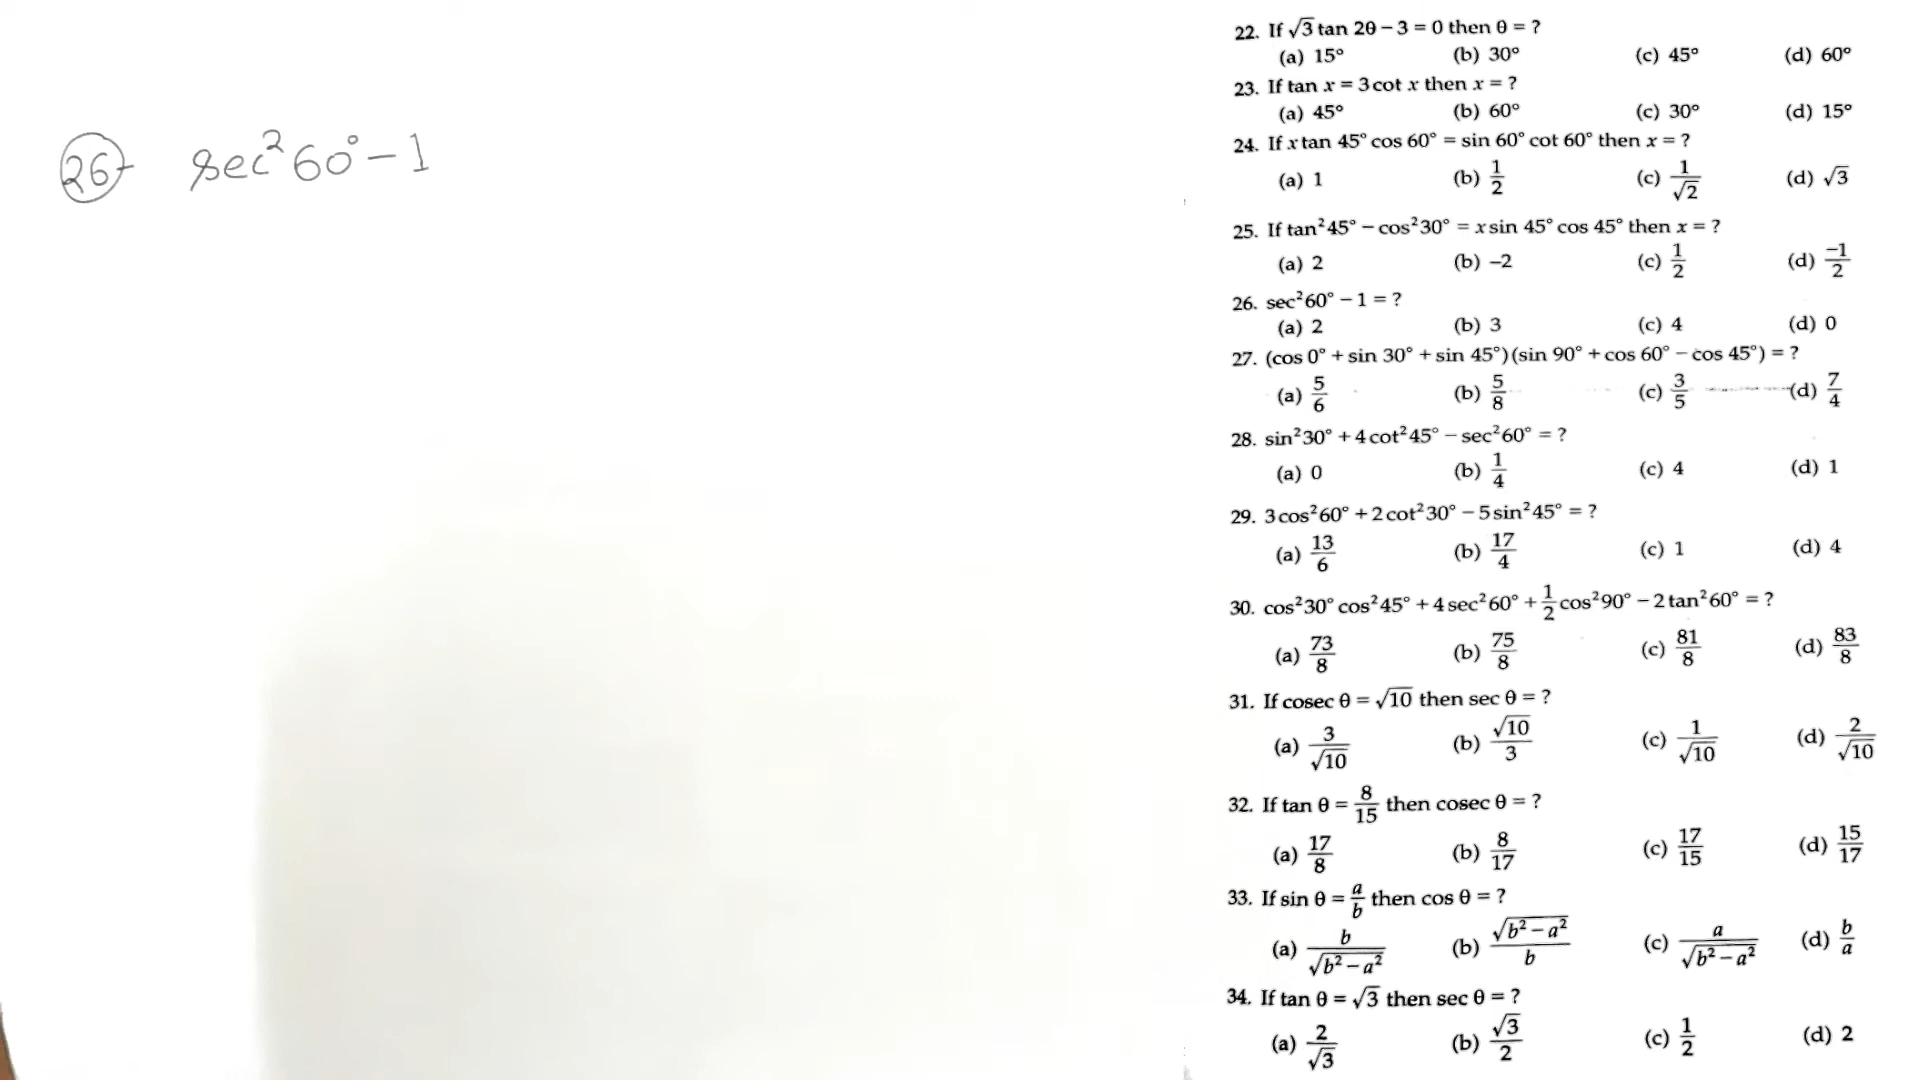 26 sec²60° – 1
22. If √3 tan 2θ – 3 = 0 then θ = ?
(a) 15° (b) 30° (c) 45° (d) 60°
23. If tan x = 3 cot x then x = ?
(a) 45° (b) 60° (c) 30° (d) 15°
24. If x tan 45° cos 60° = sin 60° cot 60° then x = ?
(a) 1 (b) 1/2 (c) 1/√2 (d) √3
25. If tan²45° – cos²30° = x sin 45° cos 45° then x = ?
(a) 2 (b) –2 (c) 1/2 (d) –1/2
26. sec²60° – 1 = ?
(a) 2 (b) 3 (c) 4 (d) 0
27. (cos 0° + sin 30° + sin 45°)(sin 90° + cos 60° – cos 45°) = ?
(a) 5/6 (b) 5/8 (c) 3/5 (d) 7/4
28. sin²30° + 4 cot²45° – sec²60° = ?
(a) 0 (b) 1/4 (c) 4 (d) 1
29. 3 cos²60° + 2 cot²30° – 5 sin²45° = ?
(a) 13/6 (b) 17/4 (c) 1 (d) 4
30. cos²30° cos²45° + 4 sec²60° + 1/2 cos²90° – 2 tan²60° = ?
(a) 73/8 (b) 75/8 (c) 81/8 (d) 83/8
31. If cosec θ = √10 then sec θ = ?
(a) 3/√10 (b) √10/3 (c) 1/√10 (d) 2/√10
32. If tan θ = 8/15 then cosec θ = ?
(a) 17/8 (b) 8/17 (c) 17/15 (d) 15/17
33. If sin θ = a/b then cos θ = ?
(a) b/√(b² – a²) (b) √(b² – a²)/b (c) a/√(b² – a²) (d) b/a
34. If tan θ = √3 then sec θ = ?
(a) 2/√3 (b) √3/2 (c) 1/2 (d) 2